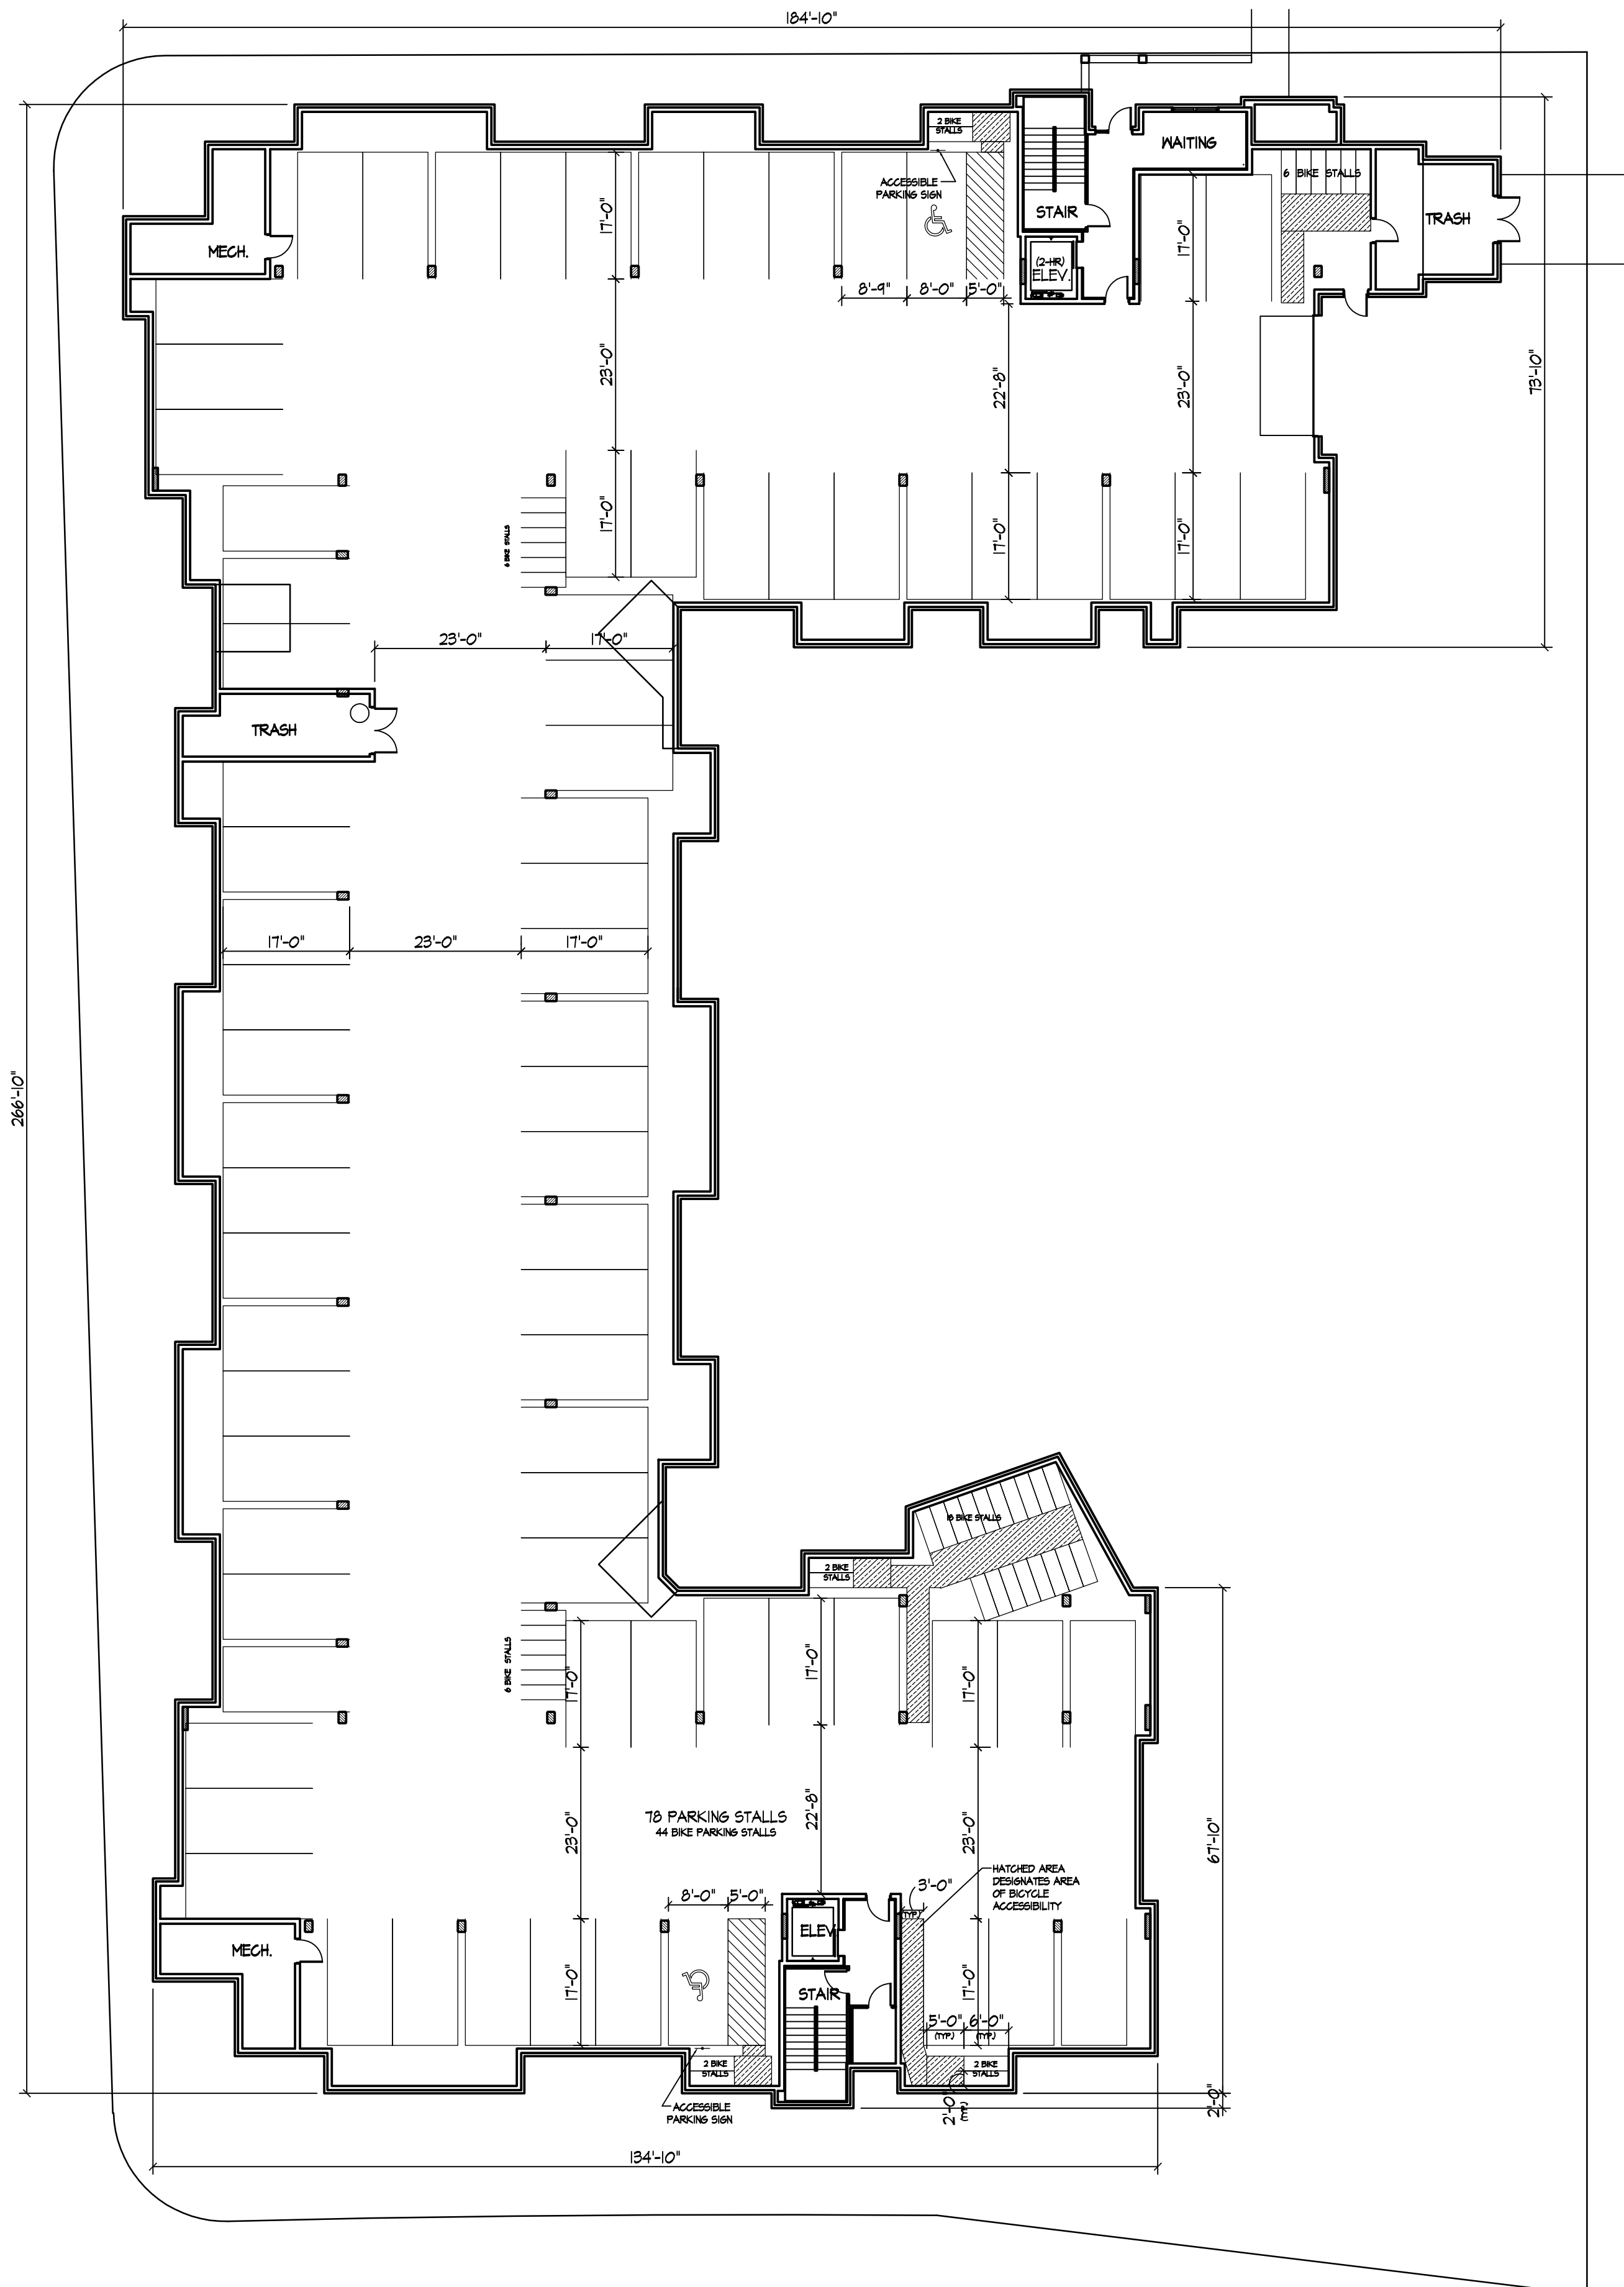 184'-10"
2 BIKE
STALLS
WAITING
6 BIKE STALLS
ACCESSIBLE
PARKING SIGN
STAIR
TRASH
17'-0"
17'-0"
MECH.
(2-HR)
ELEV.
8'-9"
8'-0"
5'-0"
23'-0"
22'-8"
23'-0"
73'-10"
17'-0"
6 BIKE STALLS
17'-0"
17'-0"
23'-0"
17'-0"
TRASH
17'-0"
23'-0"
17'-0"
266'-10"
18 BIKE STALLS
2 BIKE
STALLS
6 BIKE STALLS
17'-0"
17'-0"
17'-0"
78 PARKING STALLS
44 BIKE PARKING STALLS
23'-0"
22'-8"
23'-0"
67'-10"
HATCHED AREA
DESIGNATES AREA
OF BICYCLE
ACCESSIBILITY
3'-0"
(TYP.)
8'-0"
5'-0"
ELEV.
MECH.
17'-0"
STAIR
17'-0"
5'-0"
(TYP.)
6'-0"
(TYP.)
2 BIKE
STALLS
2 BIKE
STALLS
ACCESSIBLE
PARKING SIGN
2'-0"
(TYP.)
2'-0"
134'-10"